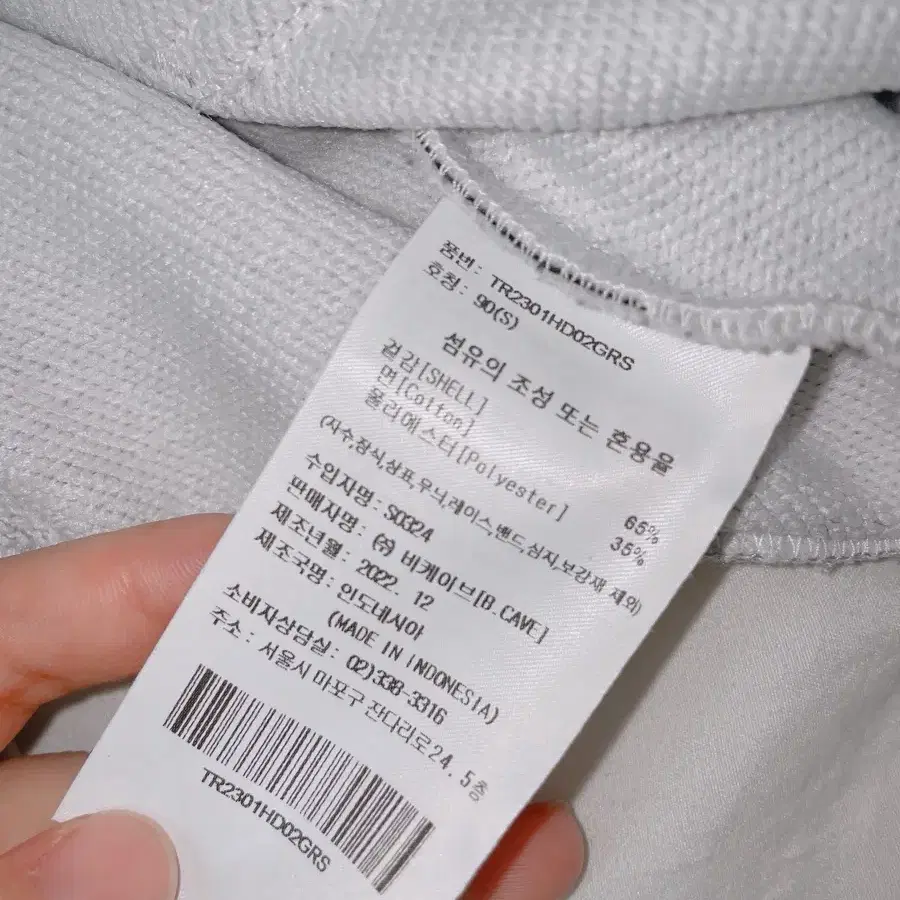 품번: TR2301HD02GRS
호칭: 90(S)
섬유의 조성 또는 혼용율
겉감[SHELL]
면[Cotton] 65%
폴리에스터[Polyester] 35%
(자수,장식,상표,무늬,레이스,밴드,심지,보강재 제외)
수입자명: S0324
판매자명: (주) 비케이브[B.CAVE]
제조년월: 2022. 12
제조국명: 인도네시아
(MADE IN INDONESIA)
소비자상담실: 02)338-3316
주소: 서울시 마포구 잔다리로24. 5층
TR2301HD02GRS